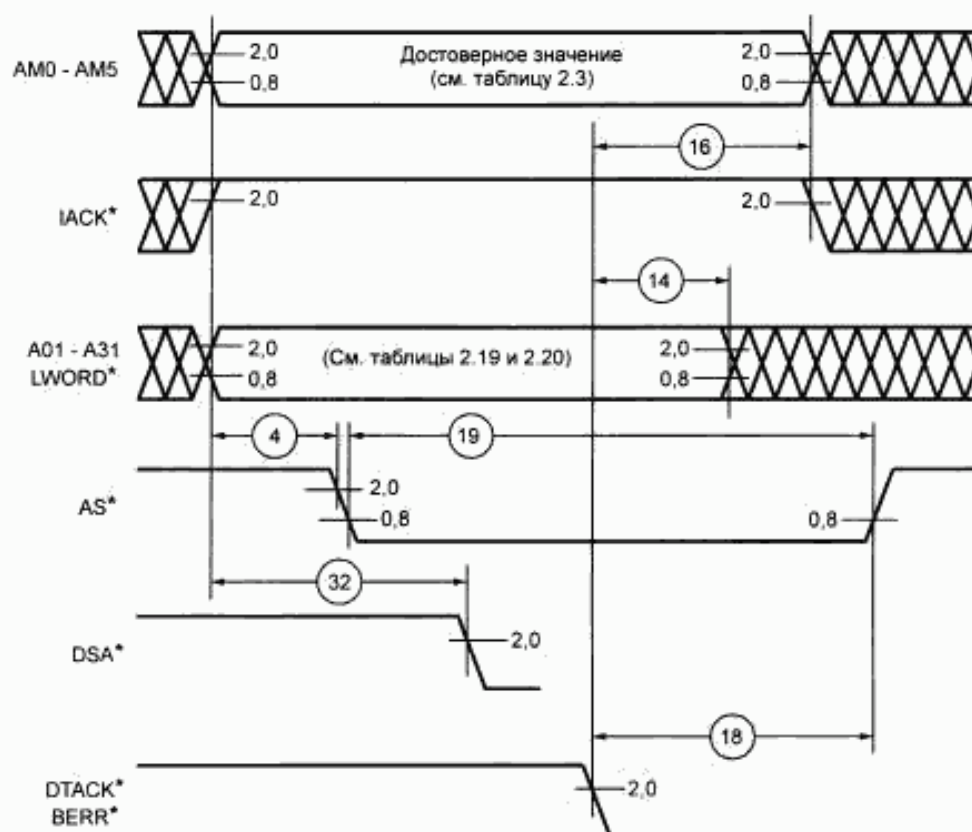 AM0 - AM5
2,0
0,8
Достоверное значение
(см. таблицу 2.3)
2,0
0,8
16
IACK*
2,0
2,0
14
A01 - A31
LWORD*
2,0
0,8
(См. таблицы 2.19 и 2.20)
2,0
0,8
4
19
AS*
2,0
0,8
0,8
32
DSA*
2,0
18
DTACK*
BERR*
2,0